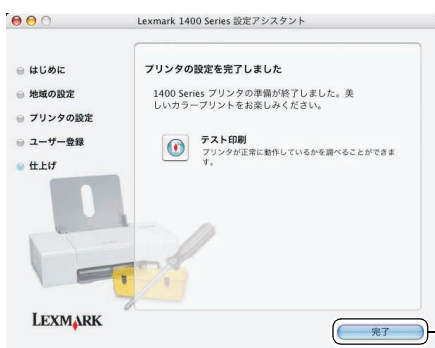 Lexmark 1400 Series 設定アシスタント
はじめに
地域の設定
プリンタの設定
ユーザー登録
仕上げ
プリンタの設定を完了しました
1400 Series プリンタの準備が終了しました。美
しいカラープリントをお楽しみください。
テスト印刷
プリンタが正常に動作しているかを調べることができま
す。
LEXMARK
完了